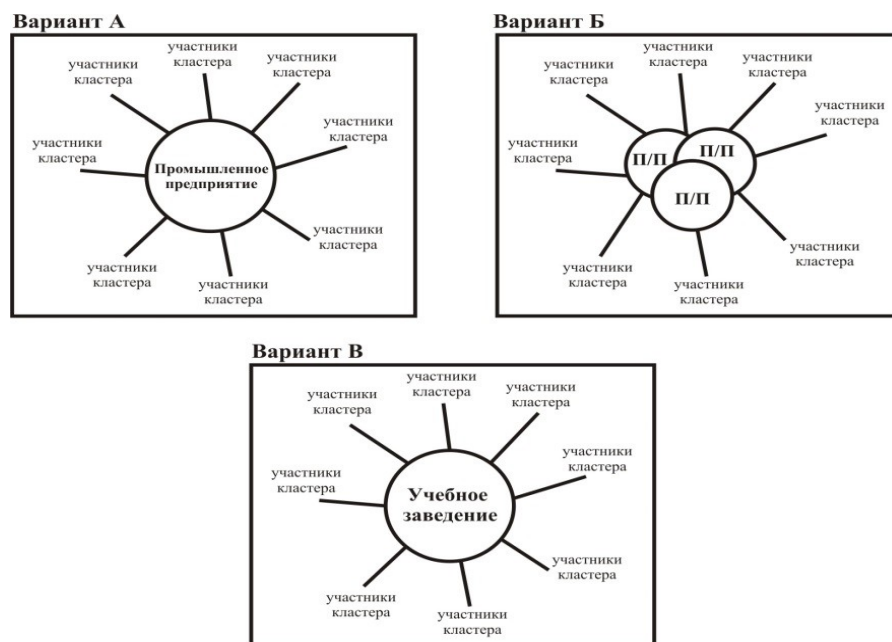 Вариант А
участники
кластера
участники
кластера
участники
кластера
участники
кластера
участники
кластера
Промышленное
предприятие
участники
кластера
участники
кластера
участники
кластера
Вариант Б
участники
кластера
участники
кластера
участники
кластера
участники
кластера
участники
кластера
П/П
П/П
П/П
участники
кластера
участники
кластера
участники
кластера
Вариант В
участники
кластера
участники
кластера
участники
кластера
участники
кластера
участники
кластера
Учебное
заведение
участники
кластера
участники
кластера
участники
кластера